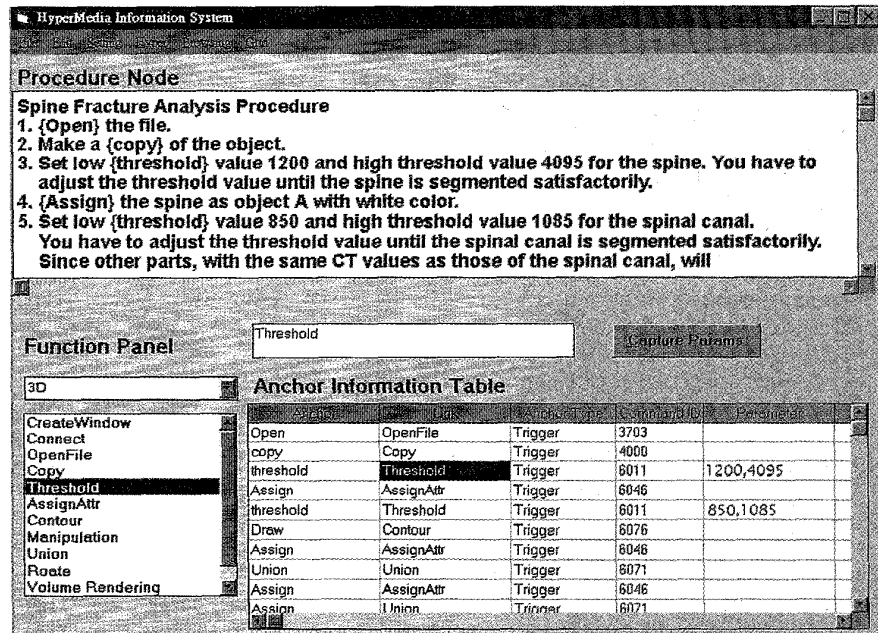 HyperMedia Information System
Procedure Node
Spine Fracture Analysis Procedure
1. {Open} the file.
2. Make a {copy} of the object.
3. Set low {threshold} value 1200 and high threshold value 4095 for the spine. You have to
adjust the threshold value until the spine is segmented satisfactorily.
4. {Assign} the spine as object A with white color.
5. Set low {threshold} value 850 and high threshold value 1085 for the spinal canal.
You have to adjust the threshold value until the spinal canal is segmented satisfactorily.
Since other parts, with the same CT values as those of the spinal canal, will
Function Panel
Threshold
Capture Params
3D
Anchor Information Table
CreateWindow
Connect
OpenFile
Copy
Threshold
AssignAttr
Contour
Manipulation
Union
Roate
Volume Rendering
Anchor Link AnchorType Command ID Parameter
Open OpenFile Trigger 3703
copy Copy Trigger 4000
threshold Threshold Trigger 6011 1200,4095
Assign AssignAttr Trigger 6046
threshold Threshold Trigger 6011 850,1085
Draw Contour Trigger 6076
Assign AssignAttr Trigger 6046
Union Union Trigger 6071
Assign AssignAttr Trigger 6046
Assign Union Trigger 6071